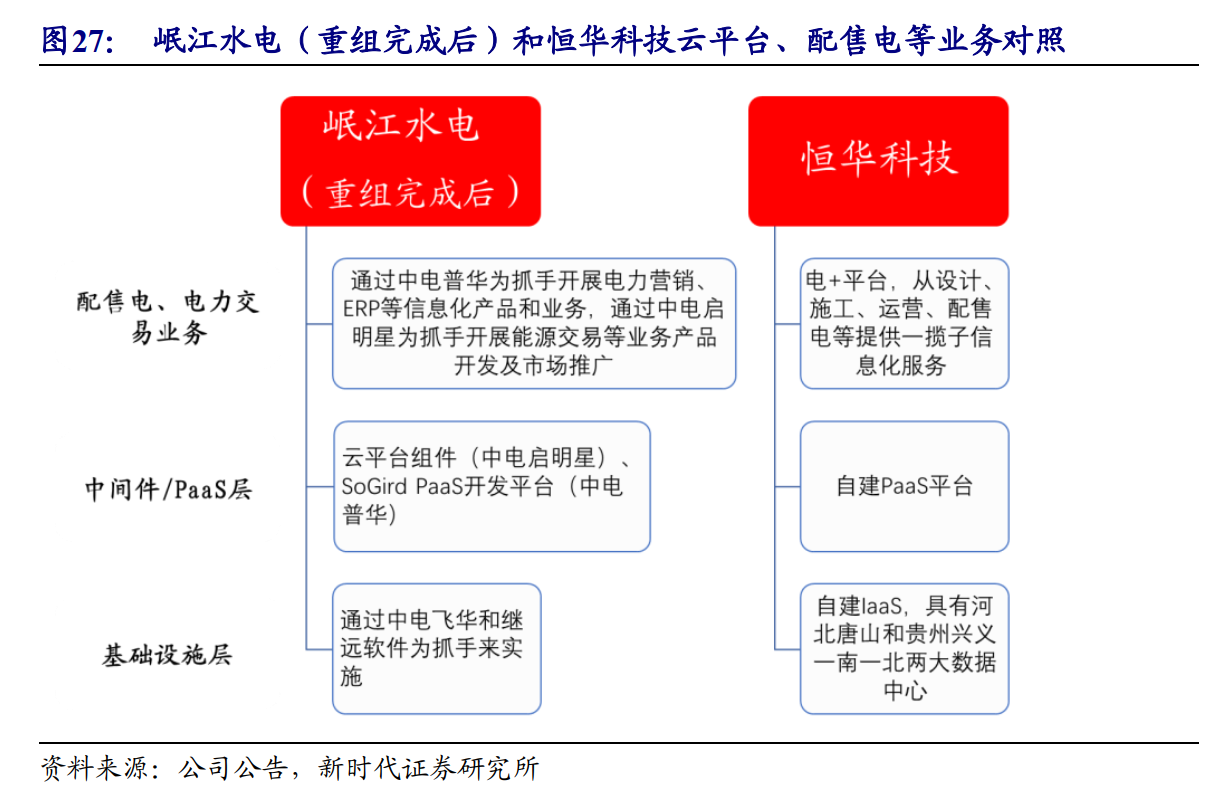 图27： 岷江水电（重组完成后）和恒华科技云平台、配售电等业务对照
岷江水电
（重组完成后）
恒华科技
配售电、电力交
易业务
通过中电普华为抓手开展电力营销、
ERP等信息化产品和业务，通过中电启
明星为抓手开展能源交易等业务产品
开发及市场推广
电+平台，从设计、
施工、运营、配售
电等提供一揽子信
息化服务
中间件/PaaS层
云平台组件（中电启明星）、
SoGird PaaS开发平台（中电
普华）
自建PaaS平台
基础设施层
通过中电飞华和继
远软件为抓手来实
施
自建IaaS，具有河
北唐山和贵州兴义
一南一北两大数据
中心
资料来源：公司公告，新时代证券研究所